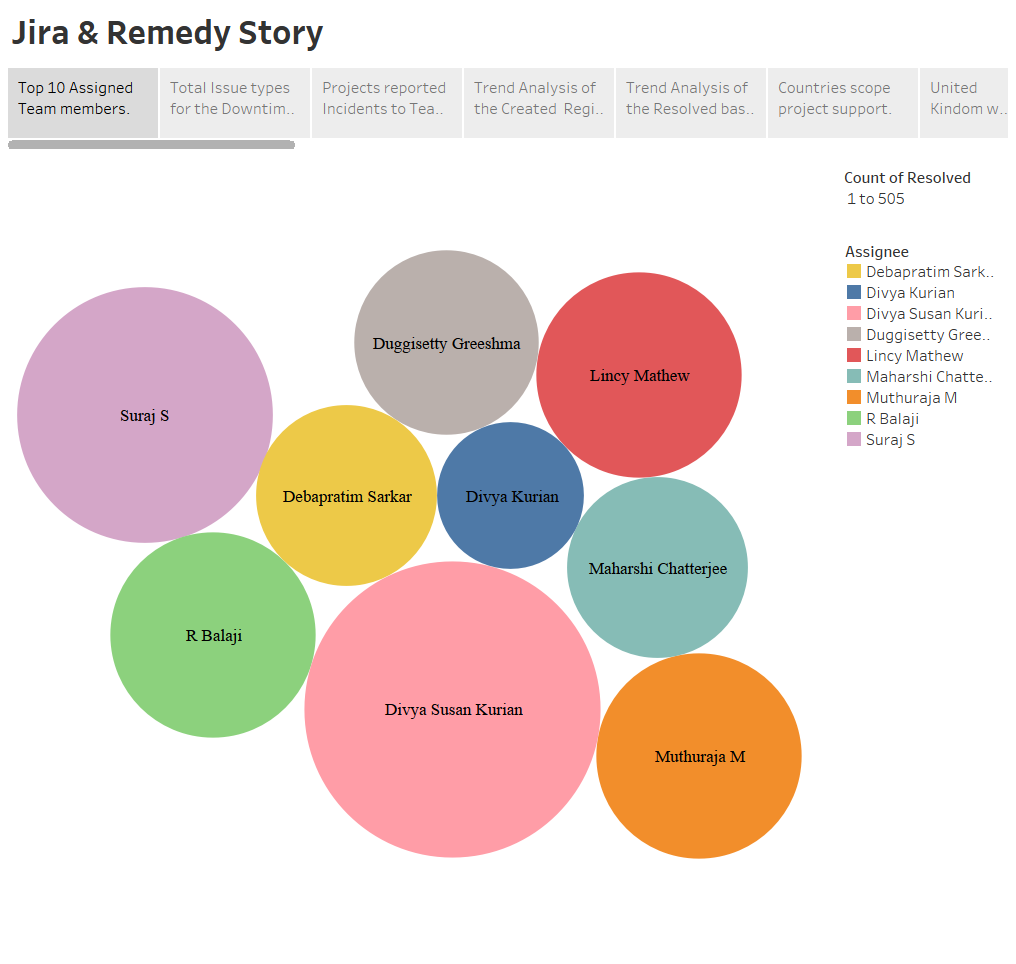 Jira & Remedy Story
Top 10 Assigned
Team members.
Total Issue types
for the Downtim..
Projects reported
Incidents to Tea..
Trend Analysis of
the Created Regi..
Trend Analysis of
the Resolved bas..
Countries scope
project support.
United
Kindom w..
Count of Resolved
1 to 505
Assignee
Debapratim Sark..
Divya Kurian
Divya Susan Kuri..
Duggisetty Gree..
Lincy Mathew
Maharshi Chatte..
Muthuraja M
R Balaji
Suraj S
Duggisetty Greeshma
Lincy Mathew
Suraj S
Debapratim Sarkar
Divya Kurian
Maharshi Chatterjee
R Balaji
Divya Susan Kurian
Muthuraja M